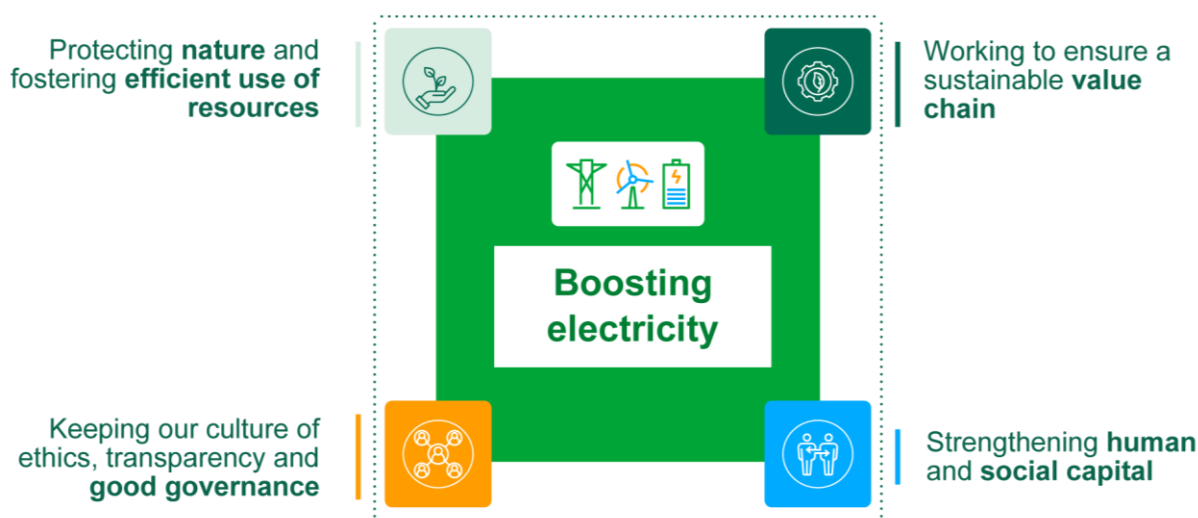 Protecting nature and
fostering efficient use of
resources
Working to ensure a
sustainable value
chain
Boosting
electricity
Keeping our culture of
ethics, transparency and
good governance
Strengthening human
and social capital